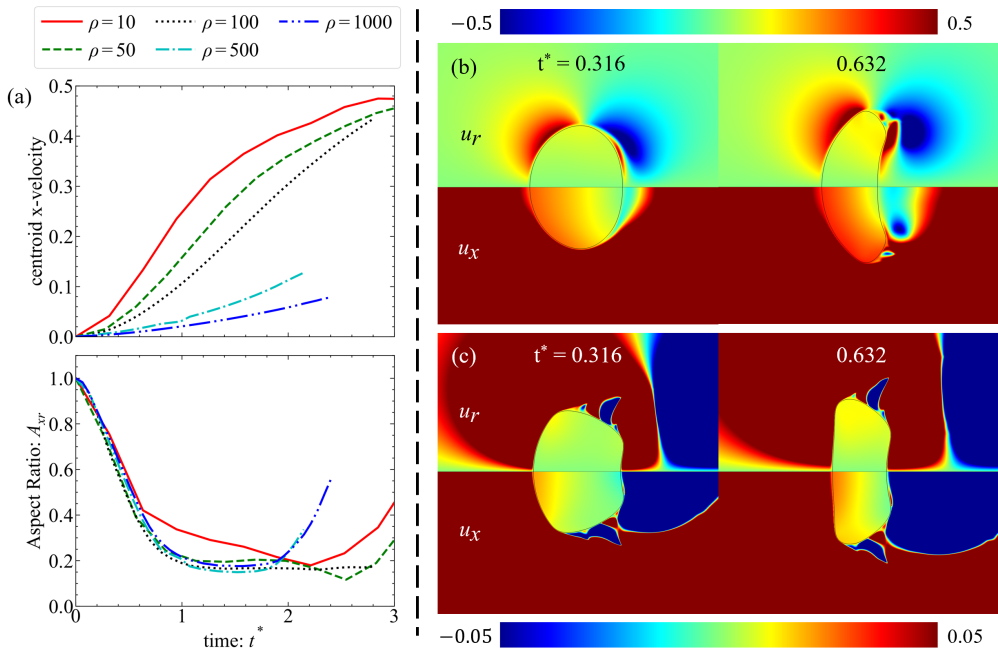 ρ = 10
ρ = 100
ρ = 1000
ρ = 50
ρ = 500
(a)
centroid x-velocity
0.5
0.4
0.3
0.2
0.1
0.0
Aspect Ratio: A_xr
1.0
0.8
0.6
0.4
0.2
0.0
0
1
2
3
time: t*
−0.5
0.5
(b)
t* = 0.316
0.632
u_r
u_x
(c)
t* = 0.316
0.632
u_r
u_x
−0.05
0.05